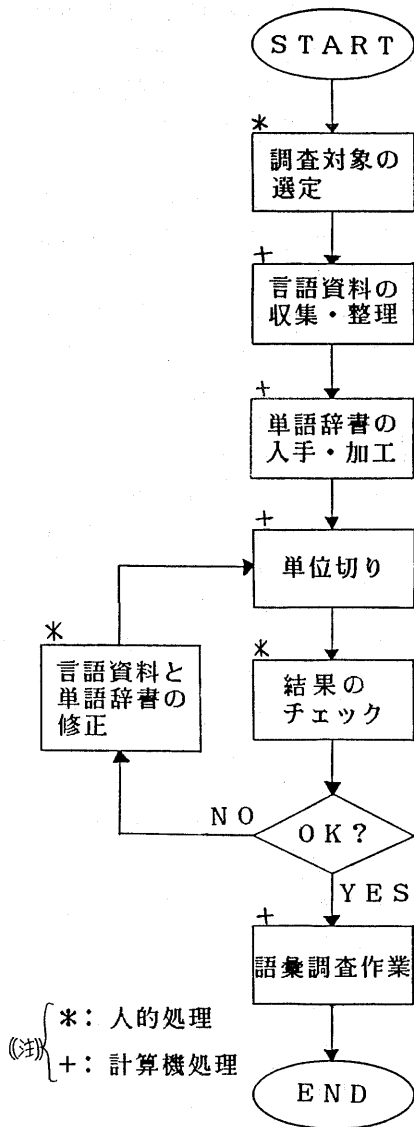 START
*
調査対象の
選定
+
言語資料の
収集・整理
+
単語辞書の
入手・加工
+
単位切り
*
言語資料と
単語辞書の
修正
*
結果の
チェック
NO
OK?
YES
+
語彙調査作業
((注))
*: 人的処理
+: 計算機処理
END